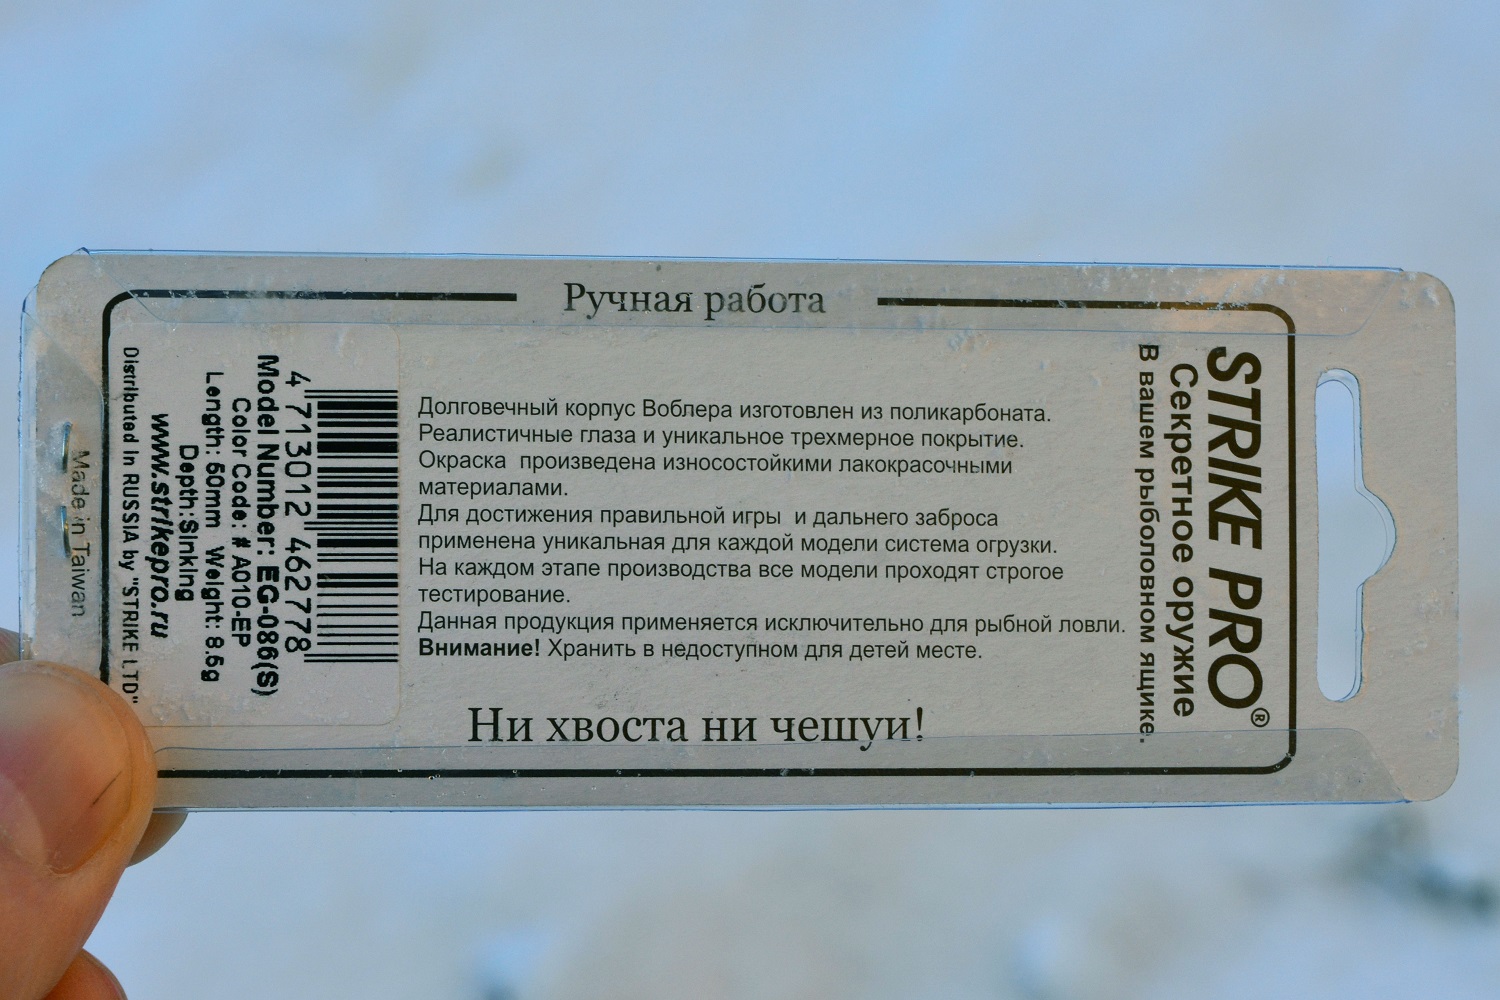 Ручная работа
STRIKE PRO®
Секретное оружие
В вашем рыболовном ящике.
Долговечный корпус Воблера изготовлен из поликарбоната.
Реалистичные глаза и уникальное трехмерное покрытие.
Окраска произведена износостойкими лакокрасочными
материалами.
Для достижения правильной игры и дальнего заброса
применена уникальная для каждой модели система огрузки.
На каждом этапе производства все модели проходят строгое
тестирование.
Данная продукция применяется исключительно для рыбной ловли.
Внимание! Хранить в недоступном для детей месте.
Ни хвоста ни чешуи!
4 713012 462778
Model Number: EG-086(S)
Color Code: # A010-EP
Length: 50mm Weight: 8.5g
Depth:Sinking
www.strikepro.ru
Distributed In RUSSIA by "STRIKE LTD"
Made in Taiwan